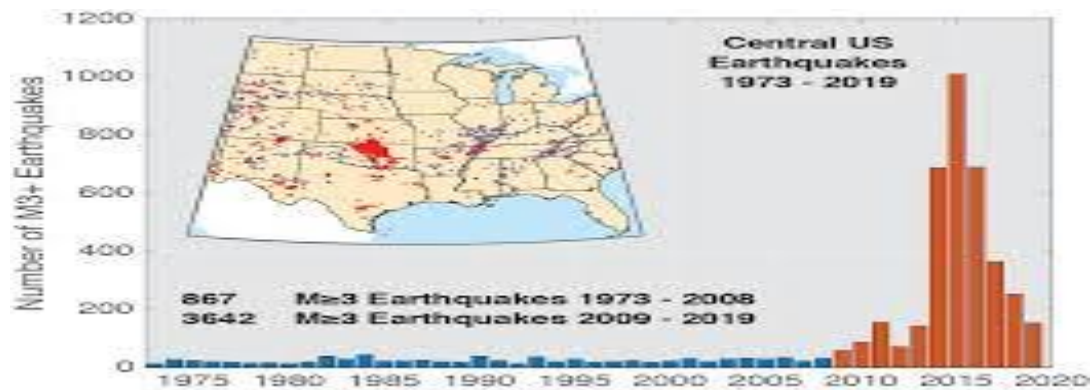 1200
1000
800
600
400
200
0
Number of M3+ Earthquakes
Central US
Earthquakes
1973 - 2019
867 M≥3 Earthquakes 1973 - 2008
3642 M≥3 Earthquakes 2009 - 2019
1975 1980 1985 1990 1995 2000 2005 2010 2015 2020